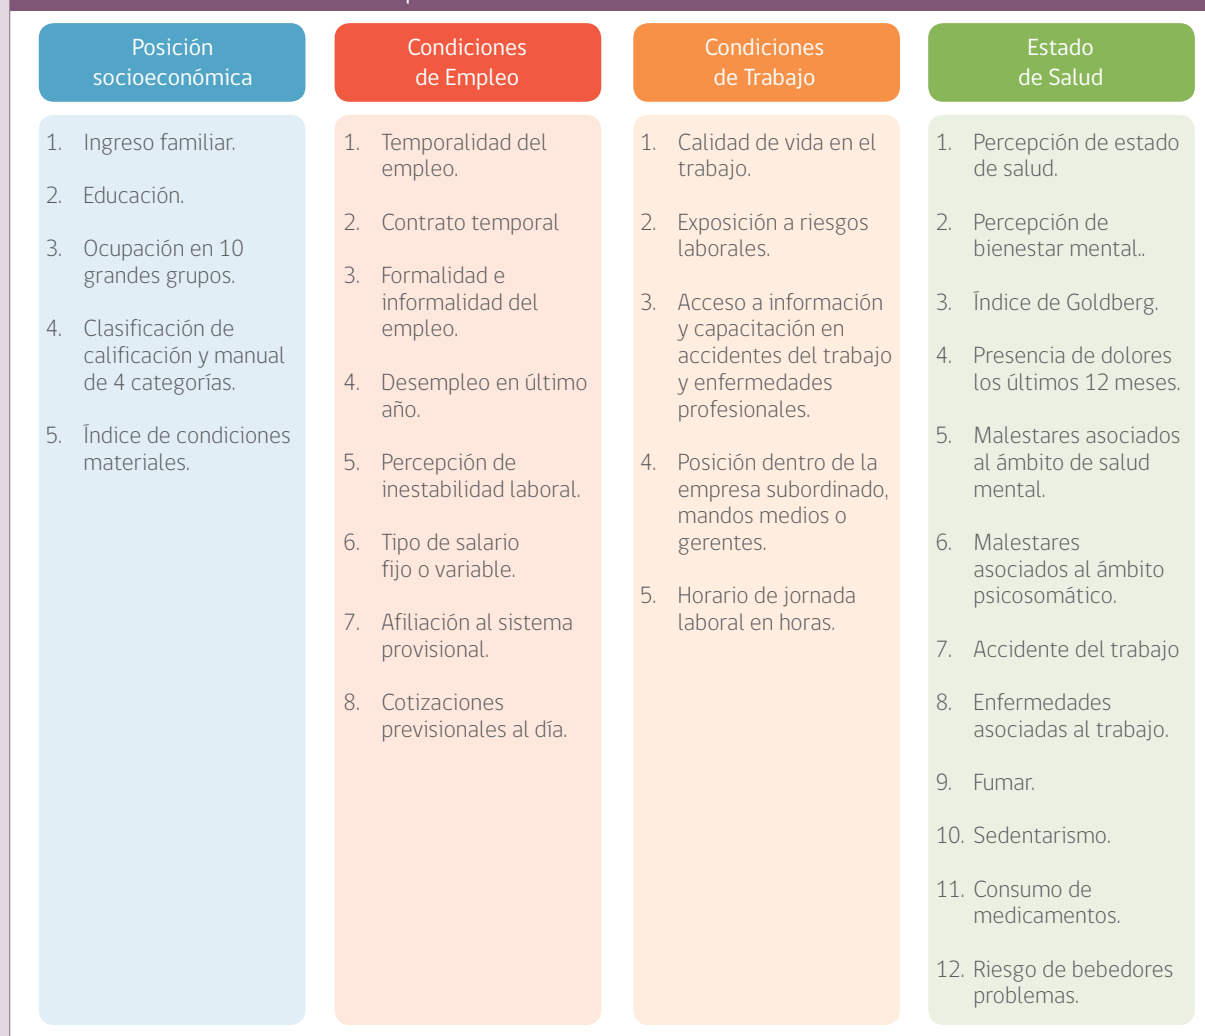 Posición
socioeconómica
1. Ingreso familiar.
2. Educación.
3. Ocupación en 10
grandes grupos.
4. Clasificación de
calificación y manual
de 4 categorías.
5. Índice de condiciones
materiales.
Condiciones
de Empleo
1. Temporalidad del
empleo.
2. Contrato temporal
3. Formalidad e
informalidad del
empleo.
4. Desempleo en último
año.
5. Percepción de
inestabilidad laboral.
6. Tipo de salario
fijo o variable.
7. Afiliación al sistema
provisional.
8. Cotizaciones
previsionales al día.
Condiciones
de Trabajo
1. Calidad de vida en el
trabajo.
2. Exposición a riesgos
laborales.
3. Acceso a información
y capacitación en
accidentes del trabajo
y enfermedades
profesionales.
4. Posición dentro de la
empresa subordinado,
mandos medios o
gerentes.
5. Horario de jornada
laboral en horas.
Estado
de Salud
1. Percepción de estado
de salud.
2. Percepción de
bienestar mental..
3. Índice de Goldberg.
4. Presencia de dolores
los últimos 12 meses.
5. Malestares asociados
al ámbito de salud
mental.
6. Malestares
asociados al ámbito
psicosomático.
7. Accidente del trabajo
8. Enfermedades
asociadas al trabajo.
9. Fumar.
10. Sedentarismo.
11. Consumo de
medicamentos.
12. Riesgo de bebedores
problemas.